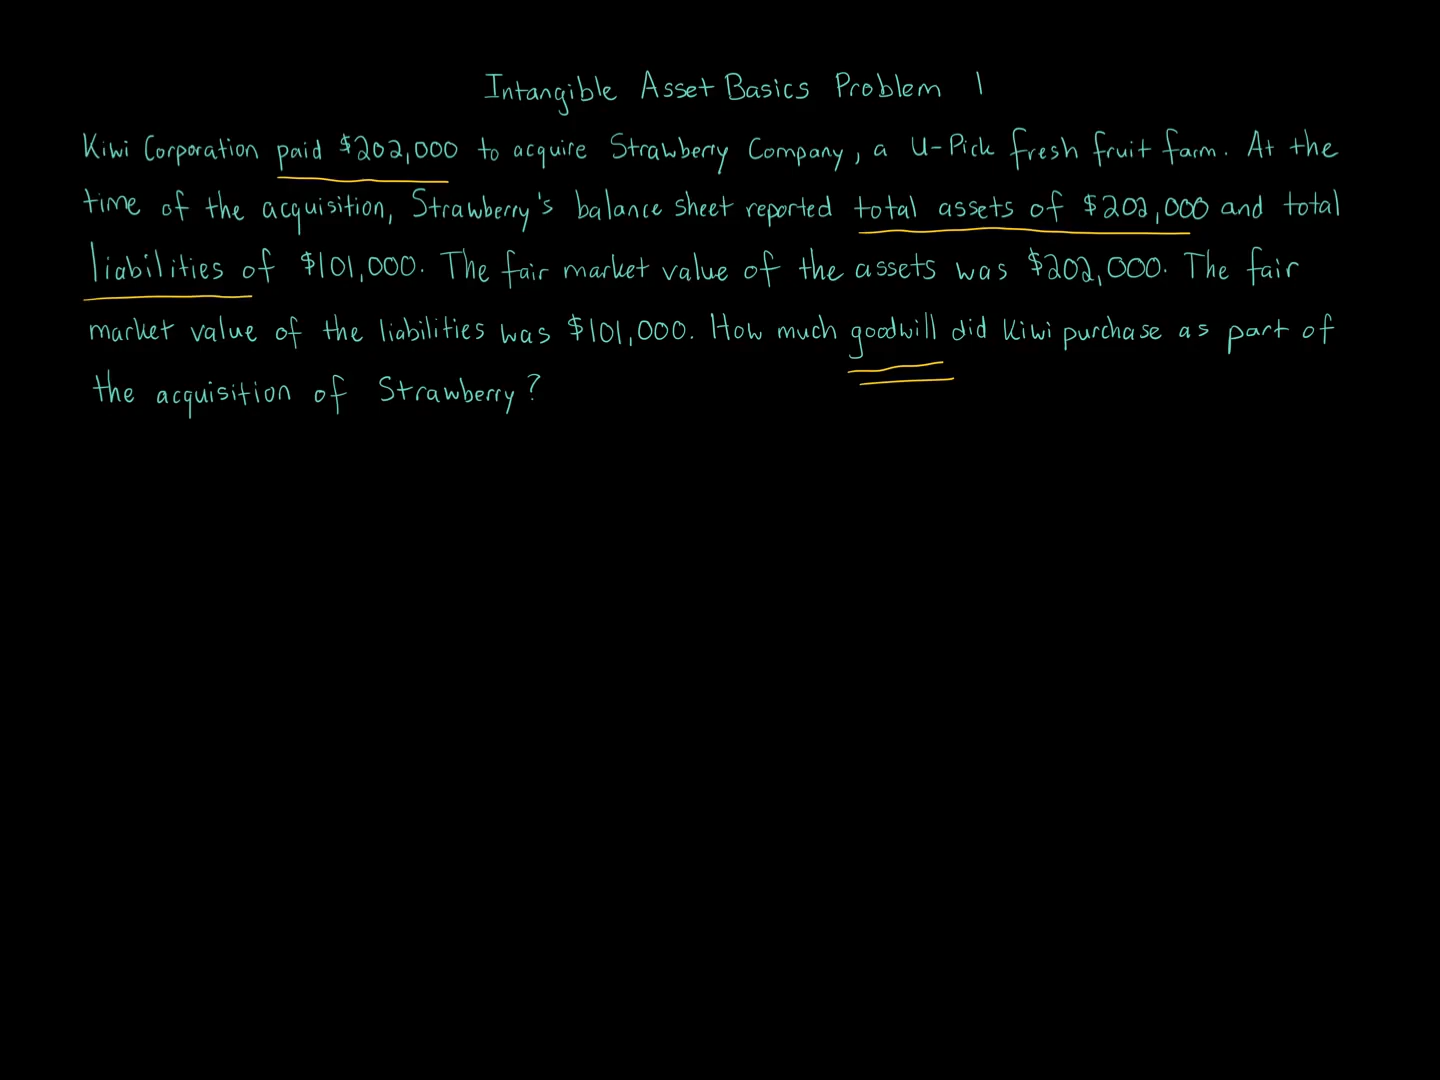 Intangible Asset Basics Problem 1
Kiwi Corporation paid $202,000 to acquire Strawberry Company, a U-Pick fresh fruit farm. At the
time of the acquisition, Strawberry's balance sheet reported total assets of $202,000 and total
liabilities of $101,000. The fair market value of the assets was $202,000. The fair
market value of the liabilities was $101,000. How much goodwill did Kiwi purchase as part of
the acquisition of Strawberry?